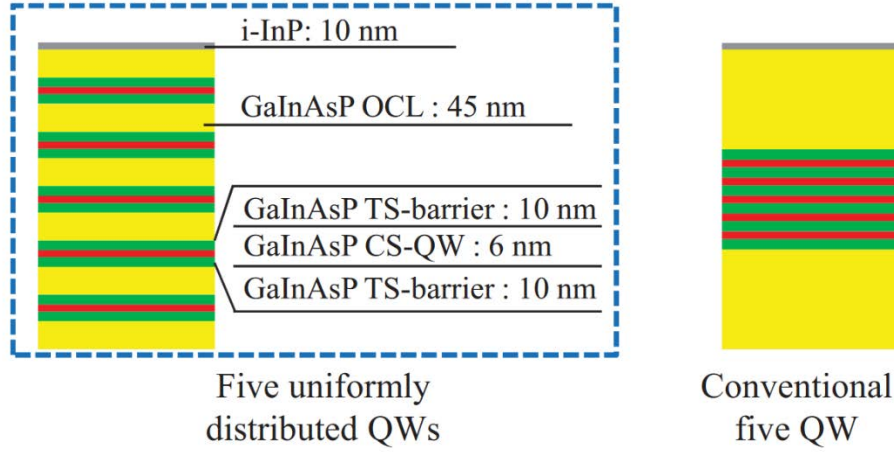 i-InP: 10 nm
GaInAsP OCL : 45 nm
GaInAsP TS-barrier : 10 nm
GaInAsP CS-QW : 6 nm
GaInAsP TS-barrier : 10 nm
Five uniformly
distributed QWs
Conventional
five QW